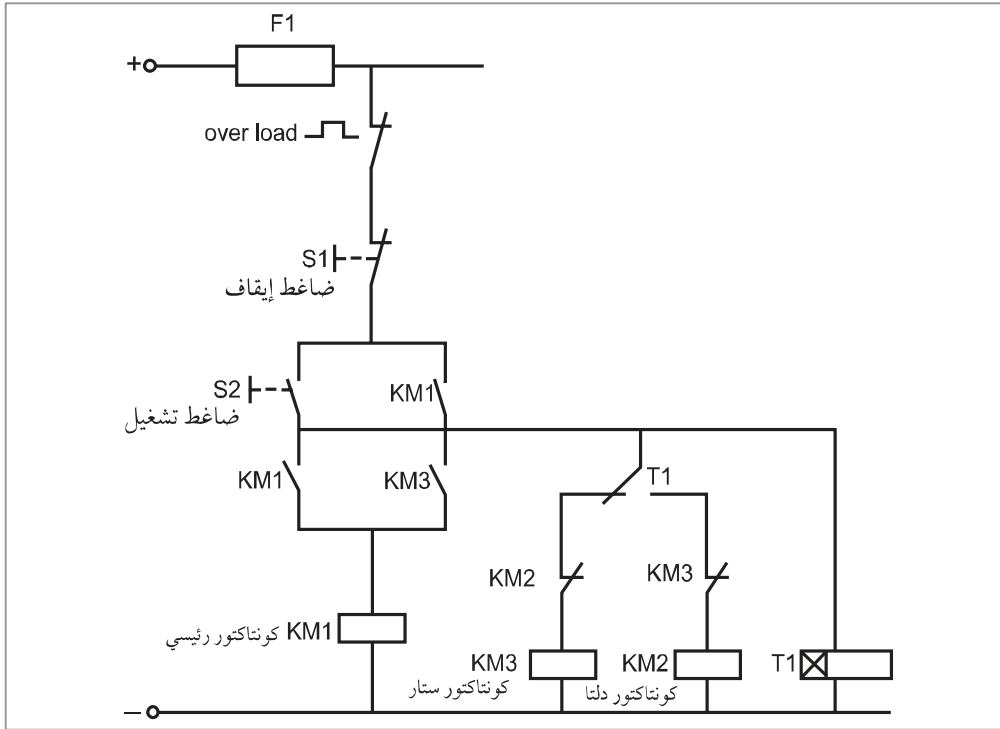 F1
+
over load
S1
ضاغط إيقاف
S2
KM1
ضاغط تشغيل
KM1
KM3
T1
KM2
KM3
كونتاكتور رئيسي KM1
KM3
KM2
T1
كونتاكتور ستار
كونتاكتور دلتا
–